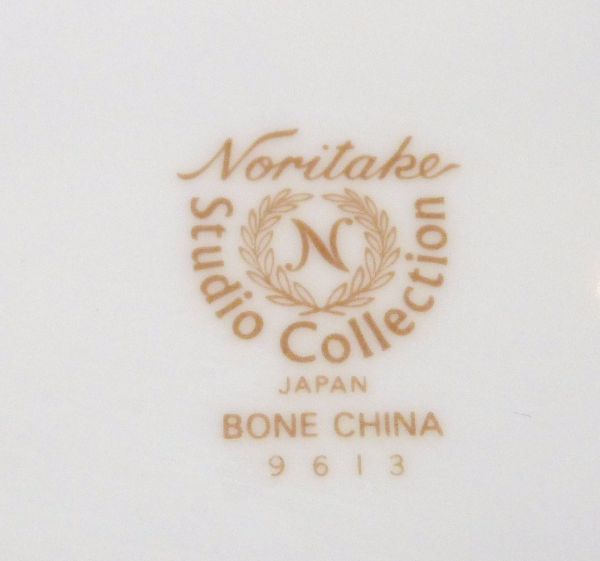 Noritake
N
Studio Collection
JAPAN
BONE CHINA
9613